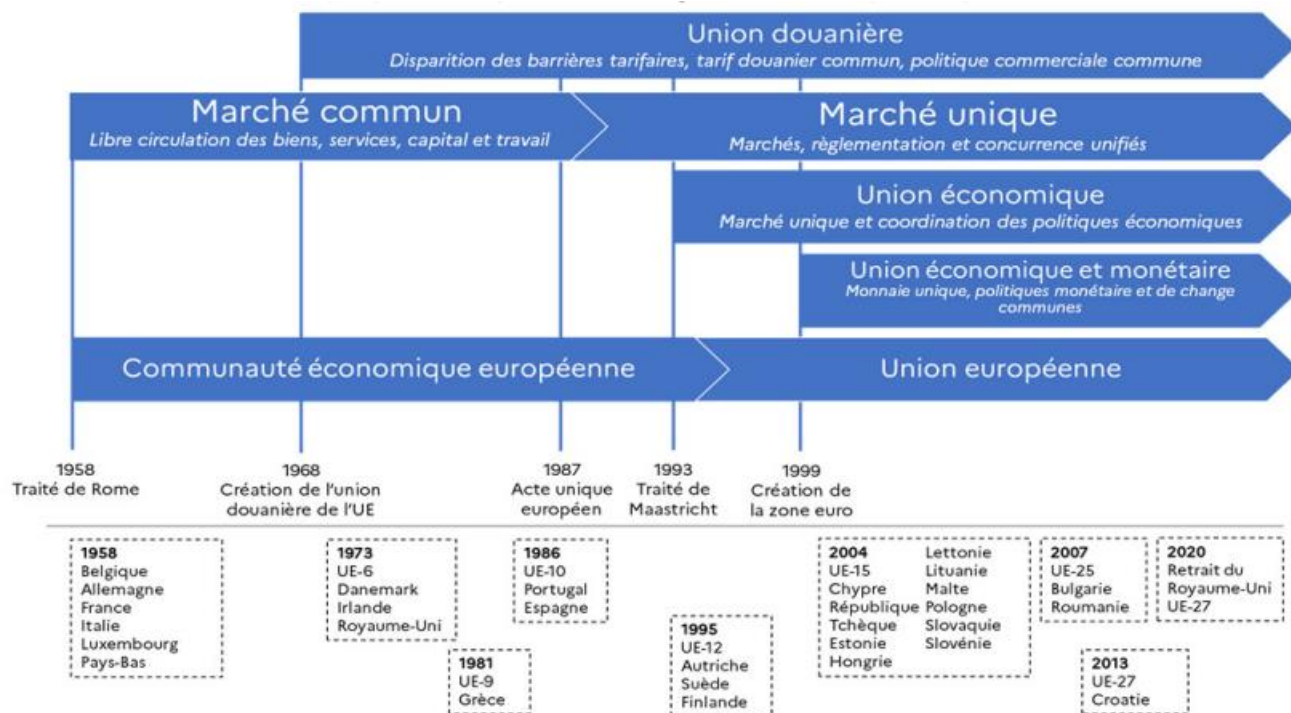 Union douanière
Disparition des barrières tarifaires, tarif douanier commun, politique commerciale commune
Marché commun
Libre circulation des biens, services, capital et travail
Marché unique
Marchés, règlementation et concurrence unifiés
Union économique
Marché unique et coordination des politiques économiques
Union économique et monétaire
Monnaie unique, politiques monétaire et de change
communes
Communauté économique européenne
Union européenne
1958
Traité de Rome
1968
Création de l'union
douanière de l'UE
1987
Acte unique
européen
1993
Traité de
Maastricht
1999
Création de
la zone euro
1958
Belgique
Allemagne
France
Italie
Luxembourg
Pays-Bas
1973
UE-6
Danemark
Irlande
Royaume-Uni
1981
UE-9
Grèce
1986
UE-10
Portugal
Espagne
1995
UE-12
Autriche
Suède
Finlande
2004
UE-15
Chypre
République
Tchèque
Estonie
Hongrie
Lettonie
Lituanie
Malte
Pologne
Slovaquie
Slovénie
2007
UE-25
Bulgarie
Roumanie
2013
UE-27
Croatie
2020
Retrait du
Royaume-Uni
UE-27